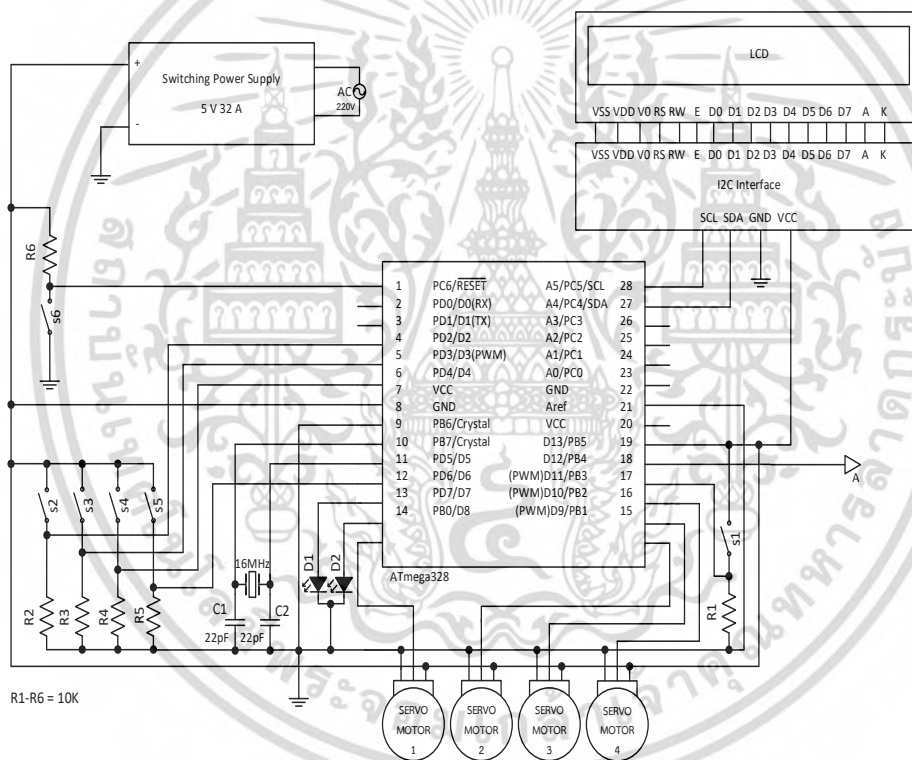 LCD
VSS VDD V0 RS RW E D0 D1 D2 D3 D4 D5 D6 D7 A K
VSS VDD V0 RS RW E D0 D1 D2 D3 D4 D5 D6 D7 A K
I2C Interface
SCL SDA GND VCC
+
Switching Power Supply
5 V 32 A
-
AC
220V
R6
s6
1 PC6/RESET A5/PC5/SCL 28
2 PD0/D0(RX) A4/PC4/SDA 27
3 PD1/D1(TX) A3/PC3 26
4 PD2/D2 A2/PC2 25
5 PD3/D3(PWM) A1/PC1 24
6 PD4/D4 A0/PC0 23
7 VCC GND 22
8 GND Aref 21
9 PB6/Crystal VCC 20
10 PB7/Crystal D13/PB5 19
11 PD5/D5 D12/PB4 18
12 PD6/D6 (PWM)D11/PB3 17
13 PD7/D7 (PWM)D10/PB2 16
14 PB0/D8 (PWM)D9/PB1 15
ATmega328
A
s2
s3
s4
s5
s1
R2
R3
R4
R5
R1
16MHz
C1
22pF
C2
22pF
D1
D2
R1-R6 = 10K
SERVO
MOTOR
1
SERVO
MOTOR
2
SERVO
MOTOR
3
SERVO
MOTOR
4